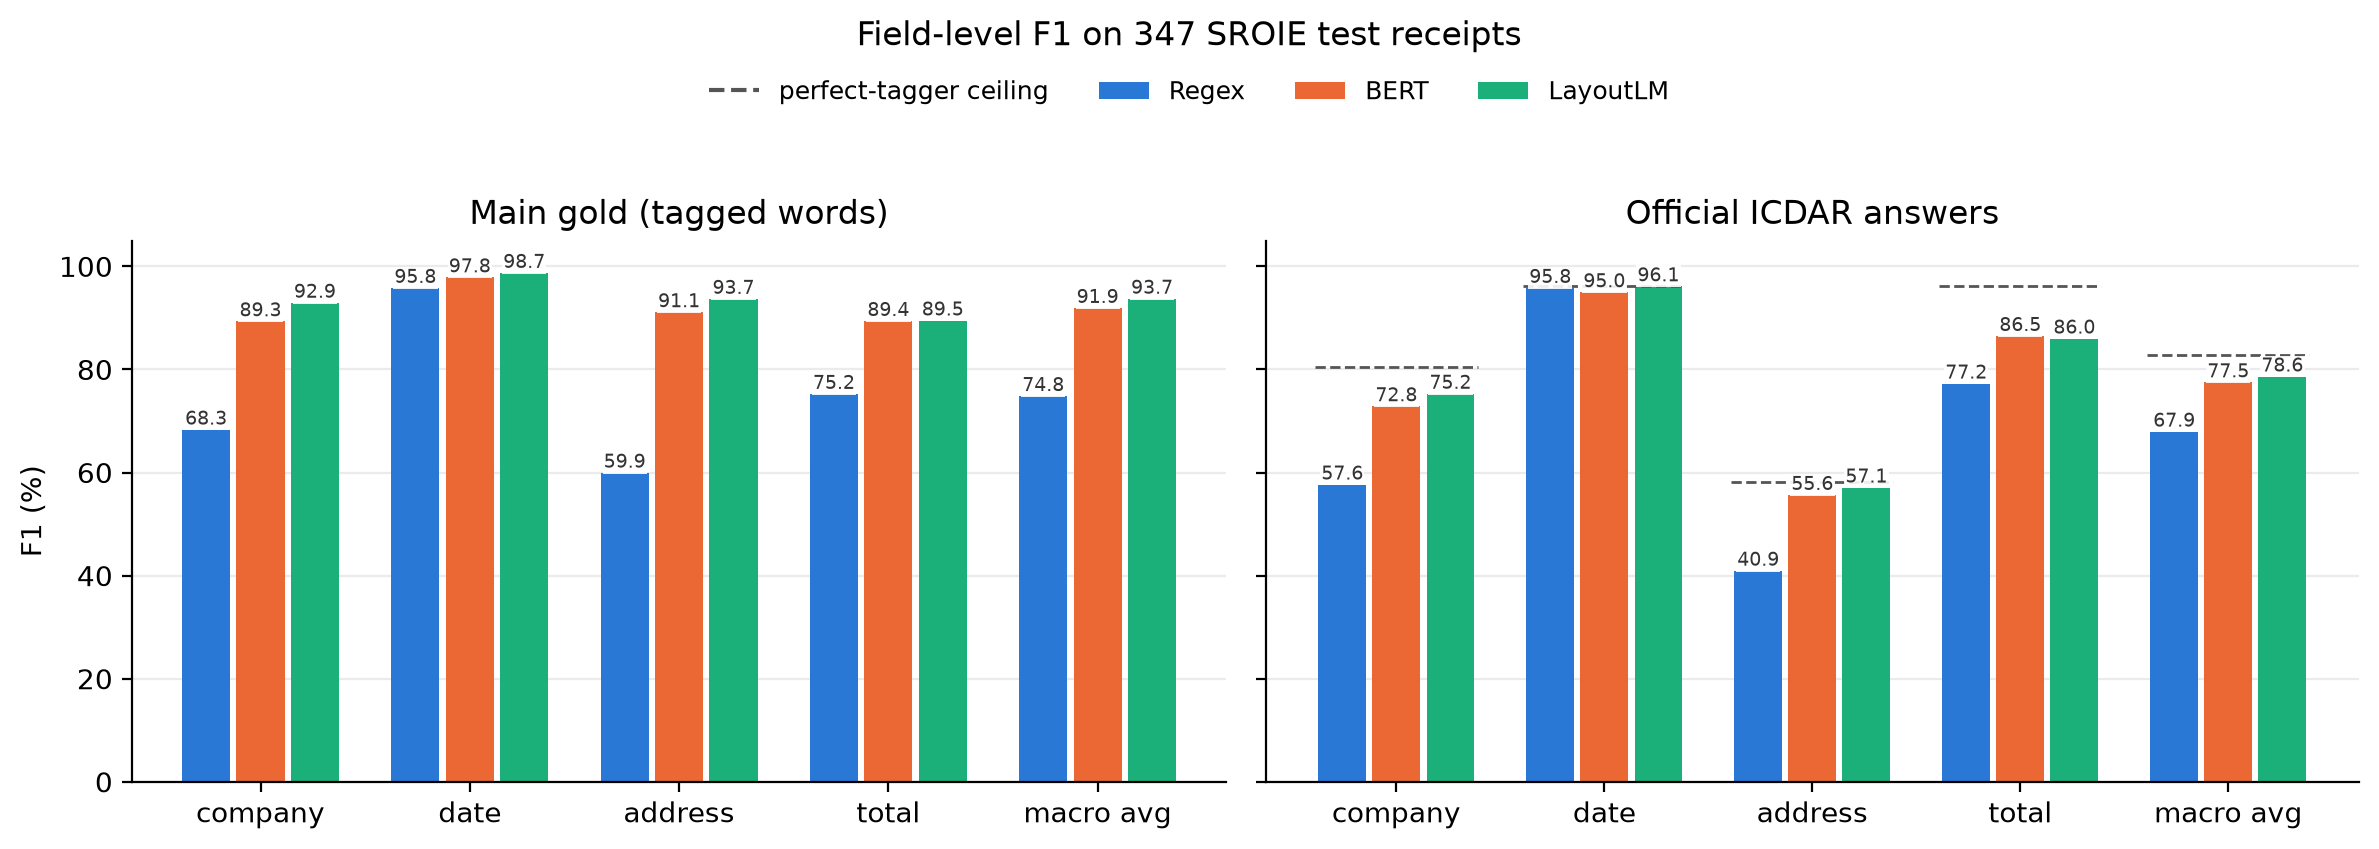 Field-level F1 on 347 SROIE test receipts
perfect-tagger ceiling Regex BERT LayoutLM
Main gold (tagged words)
F1 (%)
100
80
60
40
20
0
68.3 89.3 92.9
95.8 97.8 98.7
59.9 91.1 93.7
75.2 89.4 89.5
74.8 91.9 93.7
company date address total macro avg
Official ICDAR answers
57.6 72.8 75.2
95.8 95.0 96.1
40.9 55.6 57.1
77.2 86.5 86.0
67.9 77.5 78.6
company date address total macro avg